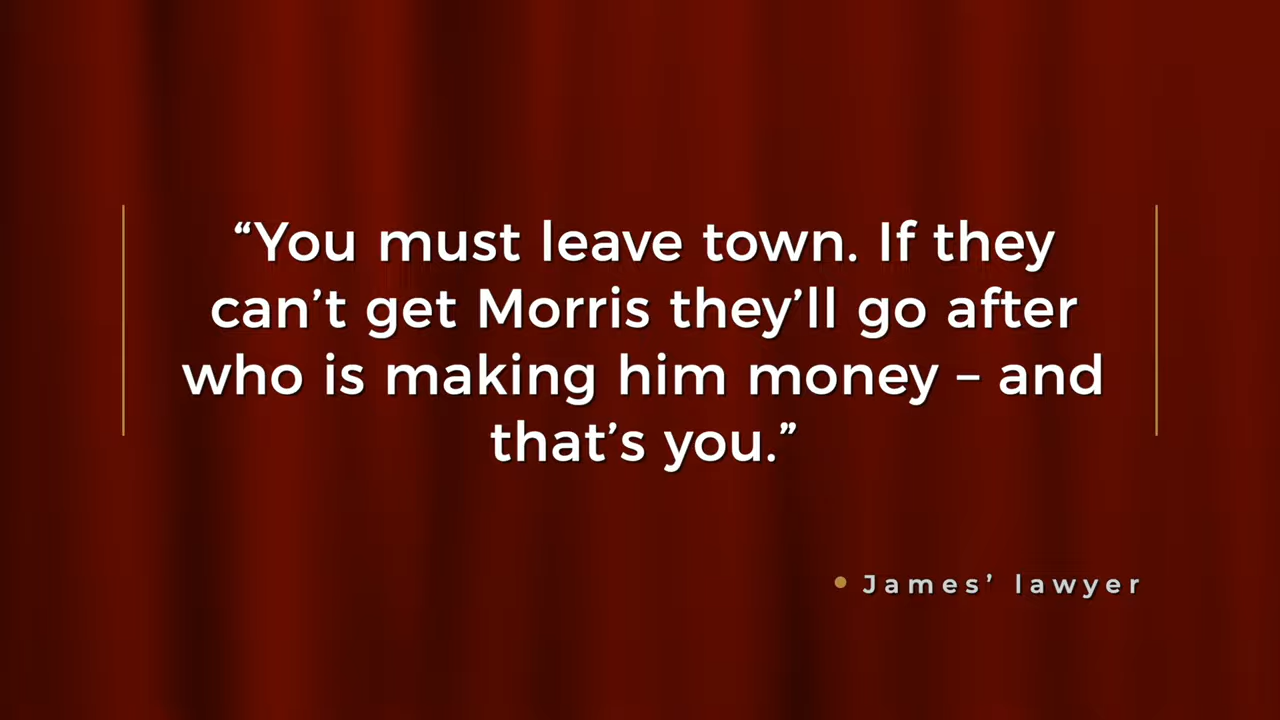 “You must leave town. If they
can’t get Morris they’ll go after
who is making him money – and
that’s you.”
James’ lawyer